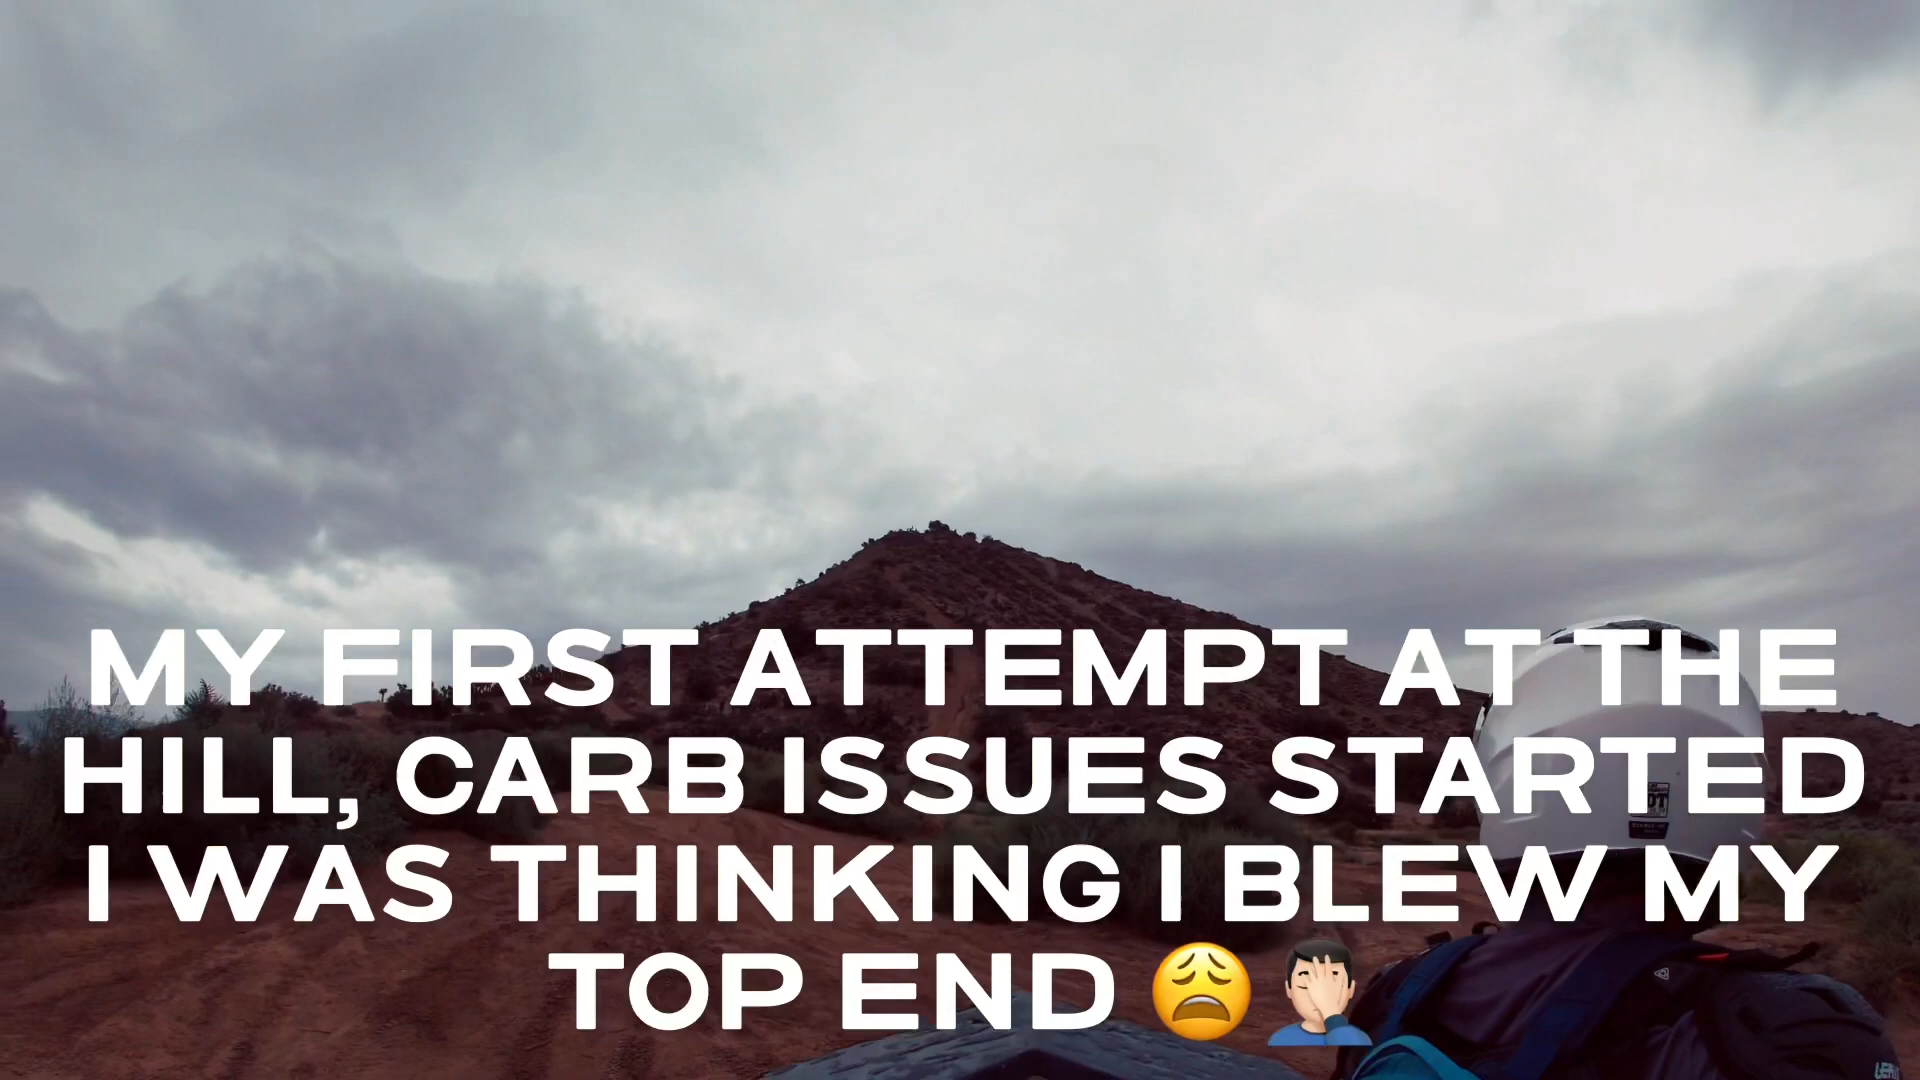 MY FIRST ATTEMPT AT THE
HILL, CARB ISSUES STARTED
I WAS THINKING I BLEW MY
TOP END 😩 🤦🏻‍♂️